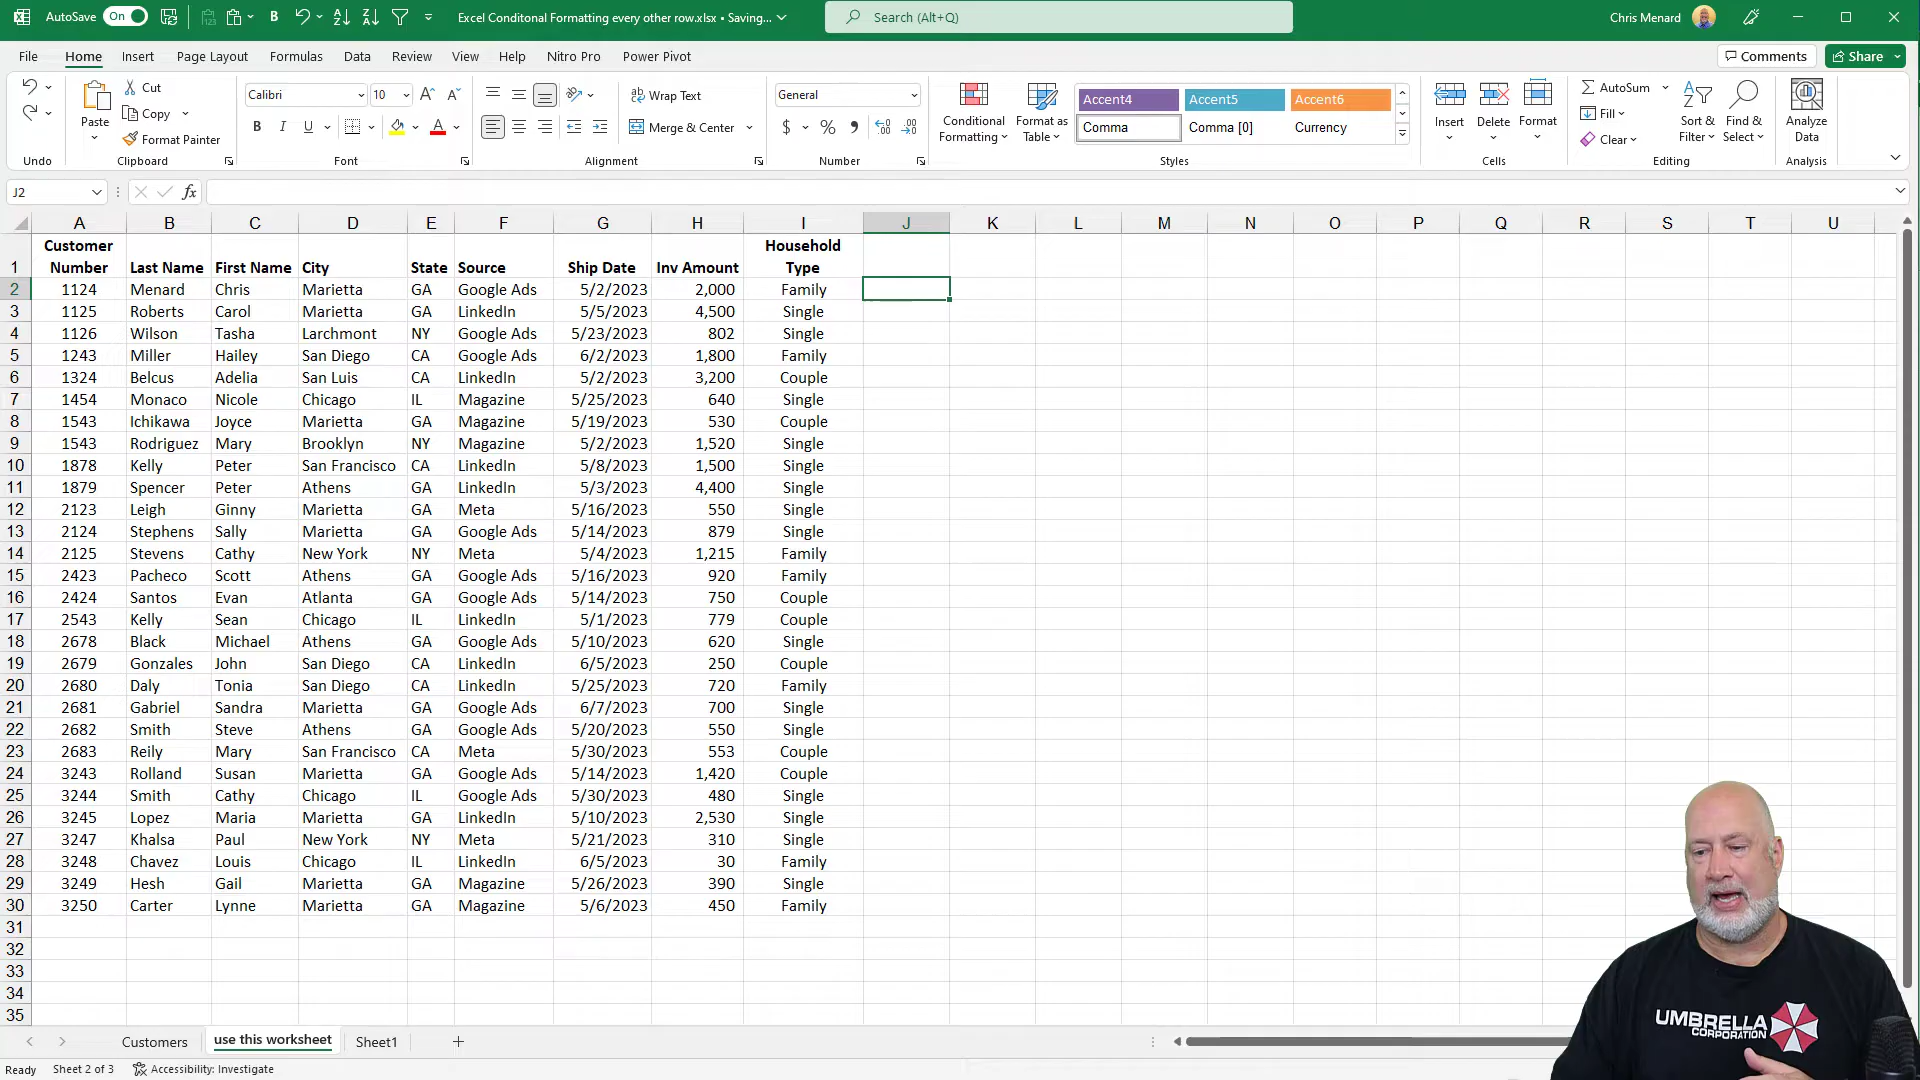 AutoSave On Excel Conditonal Formatting every other row.xlsx • Saving... Search (Alt+Q) Chris Menard
File Home Insert Page Layout Formulas Data Review View Help Nitro Pro Power Pivot Comments Share
Cut
Copy
Format Painter
Paste
Calibri 10
B I U
Wrap Text
Merge & Center
General
$ % 9
Conditional Formatting
Format as Table
Accent4 Accent5 Accent6
Comma Comma [0] Currency
Insert Delete Format
AutoSum
Fill
Clear
Sort & Filter
Find & Select
Analyze Data
Undo Clipboard Font Alignment Number Styles Cells Editing Analysis
J2 fx
A B C D E F G H I J K L M N O P Q R S T U
1 Customer Number Last Name First Name City State Source Ship Date Inv Amount Household Type
2 1124 Menard Chris Marietta GA Google Ads 5/2/2023 2,000 Family
3 1125 Roberts Carol Marietta GA LinkedIn 5/5/2023 4,500 Single
4 1126 Wilson Tasha Larchmont NY Google Ads 5/23/2023 802 Single
5 1243 Miller Hailey San Diego CA Google Ads 6/2/2023 1,800 Family
6 1324 Belcus Adelia San Luis CA LinkedIn 5/2/2023 3,200 Couple
7 1454 Monaco Nicole Chicago IL Magazine 5/25/2023 640 Single
8 1543 Ichikawa Joyce Marietta GA Magazine 5/19/2023 530 Couple
9 1543 Rodriguez Mary Brooklyn NY Magazine 5/2/2023 1,520 Single
10 1878 Kelly Peter San Francisco CA LinkedIn 5/8/2023 1,500 Single
11 1879 Spencer Peter Athens GA LinkedIn 5/3/2023 4,400 Single
12 2123 Leigh Ginny Marietta GA Meta 5/16/2023 550 Single
13 2124 Stephens Sally Marietta GA Google Ads 5/14/2023 879 Single
14 2125 Stevens Cathy New York NY Meta 5/4/2023 1,215 Family
15 2423 Pacheco Scott Athens GA Google Ads 5/16/2023 920 Family
16 2424 Santos Evan Atlanta GA Google Ads 5/14/2023 750 Couple
17 2543 Kelly Sean Chicago IL LinkedIn 5/1/2023 779 Couple
18 2678 Black Michael Athens GA Google Ads 5/10/2023 620 Single
19 2679 Gonzales John San Diego CA LinkedIn 6/5/2023 250 Couple
20 2680 Daly Tonia San Diego CA LinkedIn 5/25/2023 720 Family
21 2681 Gabriel Sandra Marietta GA Google Ads 6/7/2023 700 Single
22 2682 Smith Steve Athens GA Google Ads 5/20/2023 550 Single
23 2683 Reily Mary San Francisco CA Meta 5/30/2023 553 Couple
24 3243 Rolland Susan Marietta GA Google Ads 5/14/2023 1,420 Couple
25 3244 Smith Cathy Chicago IL Google Ads 5/30/2023 480 Single
26 3245 Lopez Maria Marietta GA LinkedIn 5/10/2023 2,530 Single
27 3247 Khalsa Paul New York NY Meta 5/21/2023 310 Single
28 3248 Chavez Louis Chicago IL LinkedIn 6/5/2023 30 Family
29 3249 Hesh Gail Marietta GA Magazine 5/26/2023 390 Single
30 3250 Carter Lynne Marietta GA Magazine 5/6/2023 450 Family
31
32
33
34
35
UMBRELLA
CORPORATION
Customers use this worksheet Sheet1
Ready Sheet 2 of 3 Accessibility: Investigate